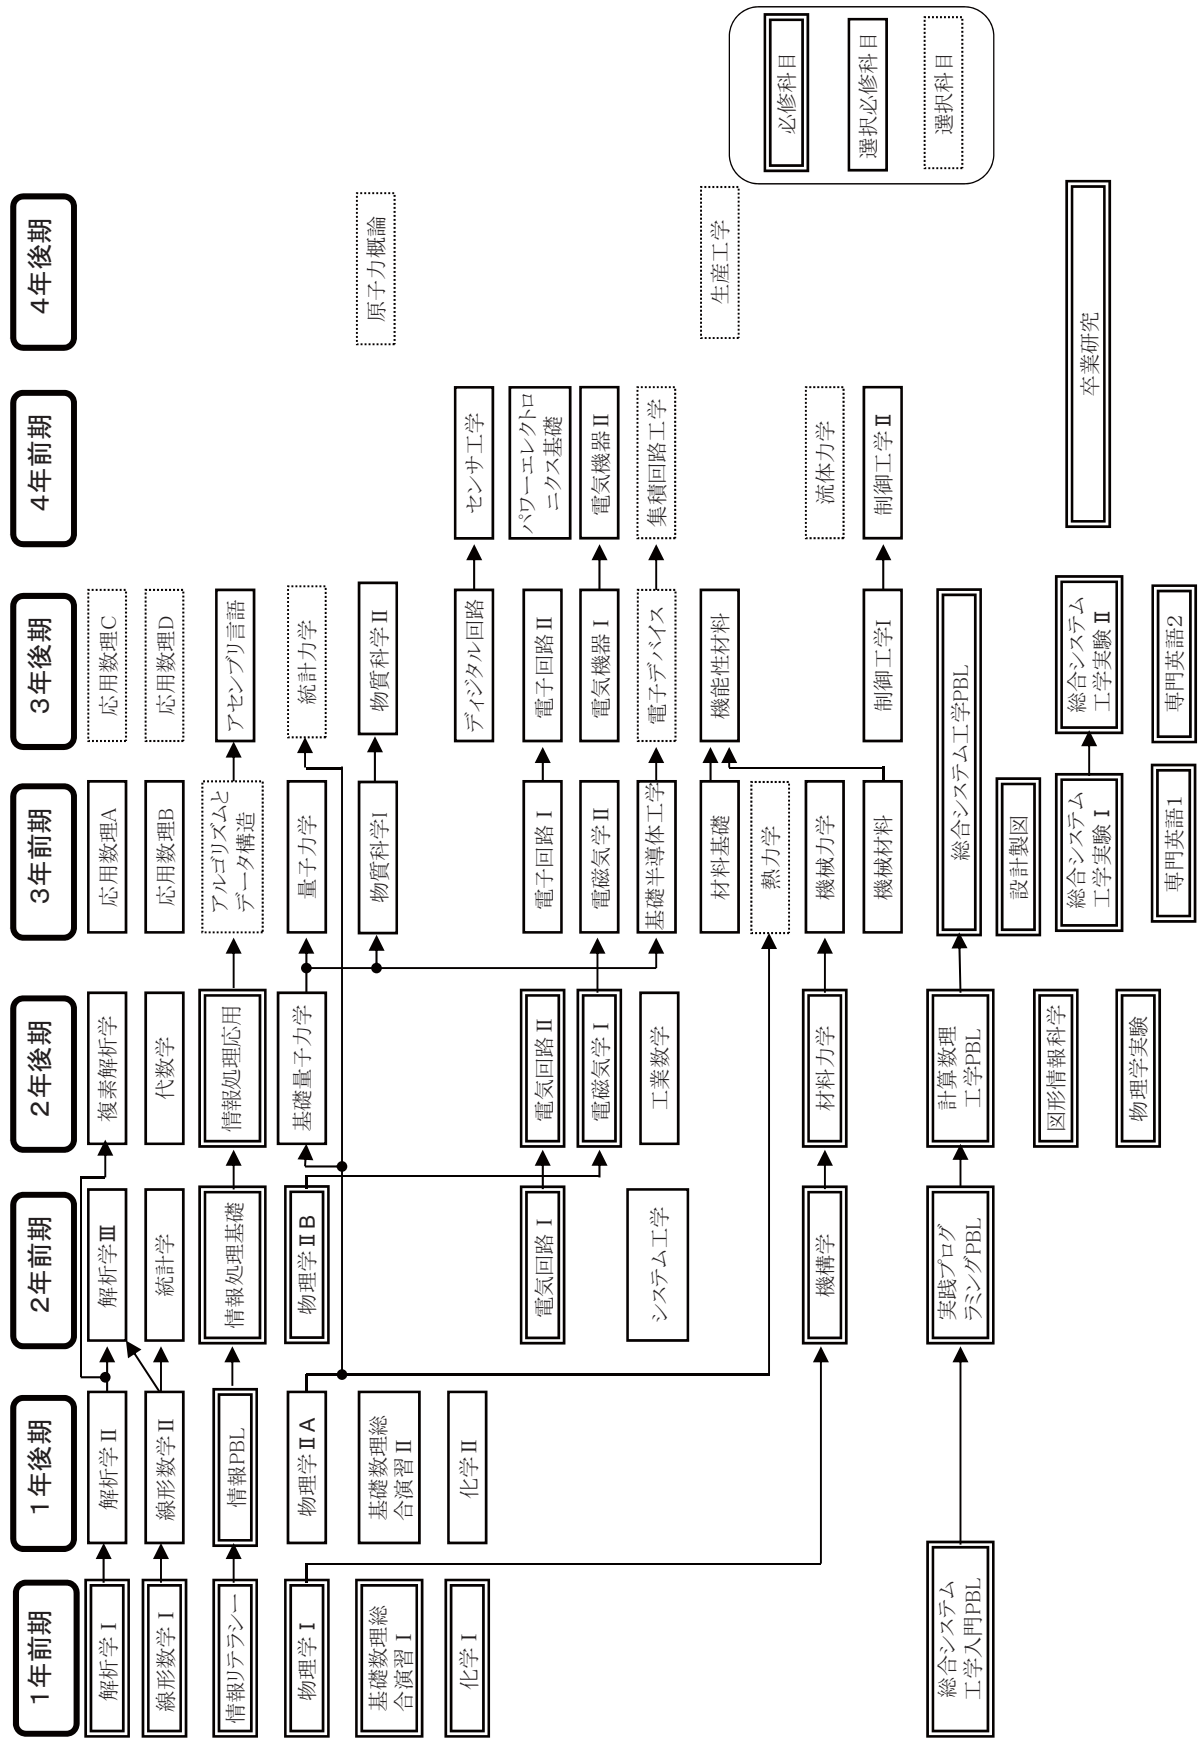 1年前期
1年後期
2年前期
2年後期
3年前期
3年後期
4年前期
4年後期
解析学Ⅰ
解析学Ⅱ
解析学Ⅲ
複素解析学
応用数理A
応用数理C
線形数学Ⅰ
線形数学Ⅱ
統計学
代数学
応用数理B
応用数理D
情報リテラシー
情報PBL
情報処理基礎
情報処理応用
アルゴリズムと
データ構造
アセンブリ言語
物理学Ⅰ
物理学ⅡA
物理学ⅡB
基礎量子力学
量子力学
統計力学
基礎数理総
合演習Ⅰ
基礎数理総
合演習Ⅱ
物質科学Ⅰ
物質科学Ⅱ
原子力概論
化学Ⅰ
化学Ⅱ
ディジタル回路
センサ工学
電気回路Ⅰ
電気回路Ⅱ
電子回路Ⅰ
電子回路Ⅱ
パワーエレクトロ
ニクス基礎
電磁気学Ⅰ
電磁気学Ⅱ
電気機器Ⅰ
電気機器Ⅱ
システム工学
工業数学
基礎半導体工学
電子デバイス
集積回路工学
材料基礎
機能性材料
生産工学
熱力学
機構学
材料力学
機械力学
流体力学
機械材料
制御工学Ⅰ
制御工学Ⅱ
総合システム
工学入門PBL
実践プログ
ラミングPBL
計算数理
工学PBL
総合システム工学PBL
設計製図
図形情報科学
総合システム
工学実験Ⅰ
総合システム
工学実験Ⅱ
卒業研究
物理学実験
専門英語1
専門英語2
必修科目
選択必修科目
選択科目